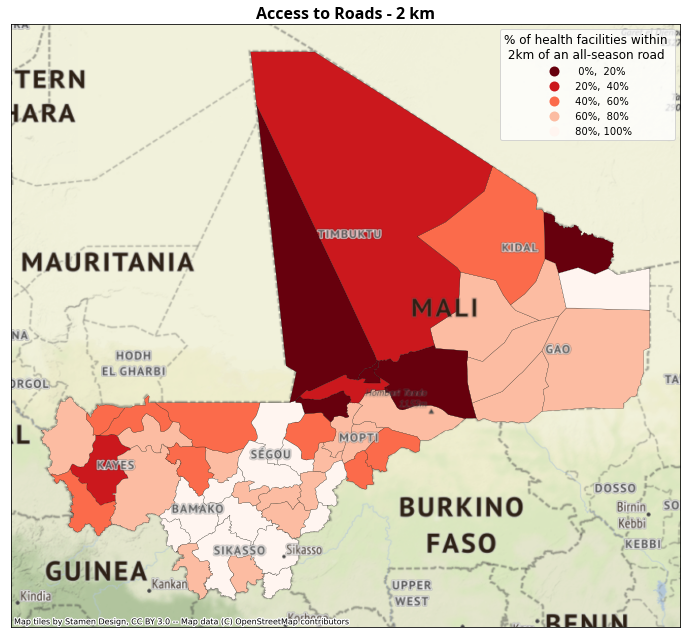 Access to Roads - 2 km
% of health facilities within
2km of an all-season road
0%, 20%
20%, 40%
40%, 60%
60%, 80%
80%, 100%
TERN
HARA
TIMBUKTU
KIDAL
MAURITANIA
MALI
GAO
HODH
EL GHARBI
MOPTI
SÉGOU
KAYES
BAMAKO
BURKINO
FASO
DOSSO
Birnin
Kebbi
KEBBI
SIKASSO
Sikasso
GUINEA
Kankan
UPPER
WEST
Kindia
BENIN
Map tiles by Stamen Design, CC BY 3.0 -- Map data (C) OpenStreetMap contributors